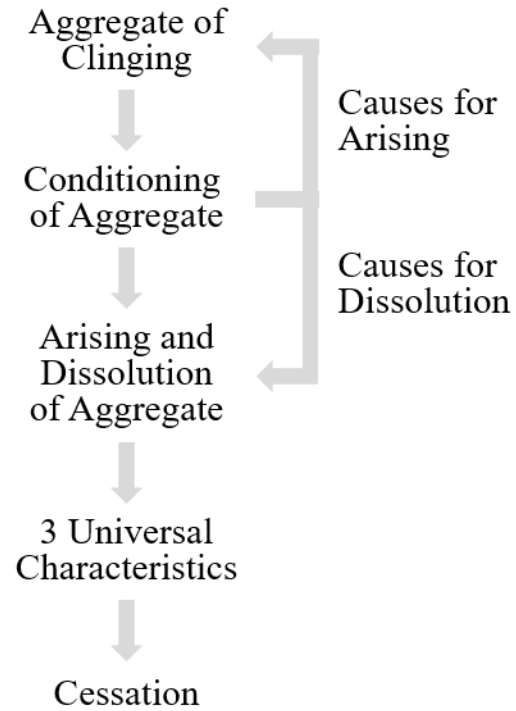 Aggregate of
Clinging
Causes for
Arising
Conditioning
of Aggregate
Causes for
Dissolution
Arising and
Dissolution
of Aggregate
3 Universal
Characteristics
Cessation